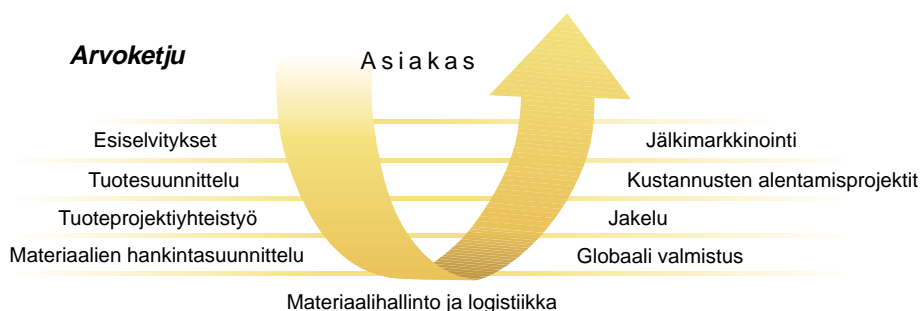 Arvoketju
Asiakas
Esiselvitykset
Jälkimarkkinointi
Tuotesuunnittelu
Kustannusten alentamisprojektit
Tuoteprojektiyhteistyö
Jakelu
Materiaalien hankintasuunnittelu
Globaali valmistus
Materiaalihallinto ja logistiikka